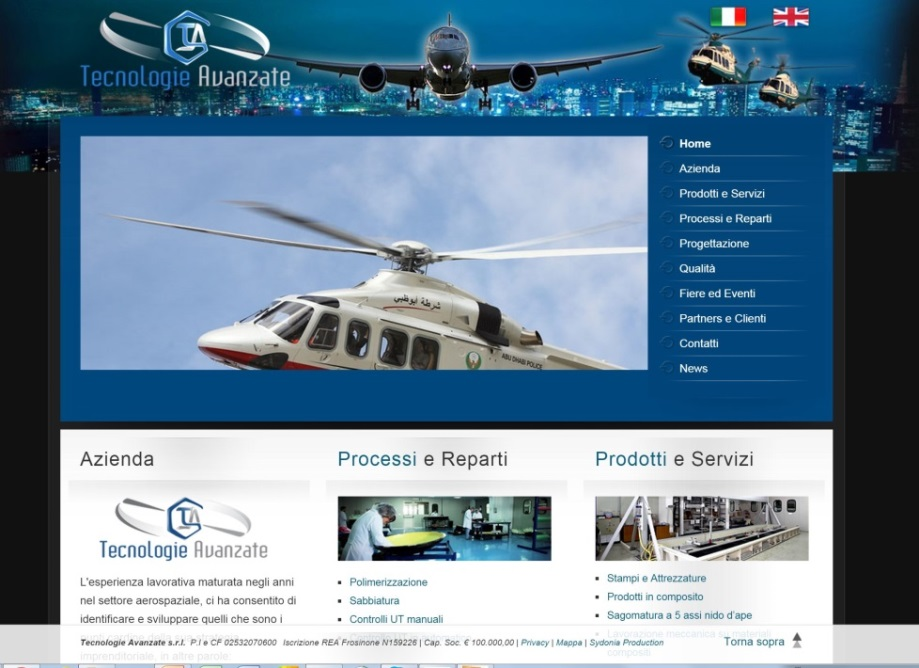 TA
Tecnologie Avanzate
Home
Azienda
Prodotti e Servizi
Processi e Reparti
Progettazione
Qualità
Fiere ed Eventi
Partners e Clienti
Contatti
News
شرطة أبوظبي
ABU DHABI POLICE
Azienda
Processi e Reparti
Prodotti e Servizi
TA
Tecnologie Avanzate
L'esperienza lavorativa maturata negli anni
nel settore aerospaziale, ci ha consentito di
identificare e sviluppare quelli che sono i
imprenditoriale, in altre parole:
Polimerizzazione
Sabbiatura
Controlli UT manuali
Stampi e Attrezzature
Prodotti in composito
Sagomatura a 5 assi nido d'ape
Lavorazione meccanica su materiali
compositi
Tecnologie Avanzate s.r.l. P.I e CF 02532070600 Iscrizione REA Frosinone N159226 | Cap. Soc. € 100.000,00 | Privacy | Mappa | Sydonia Production
Torna sopra